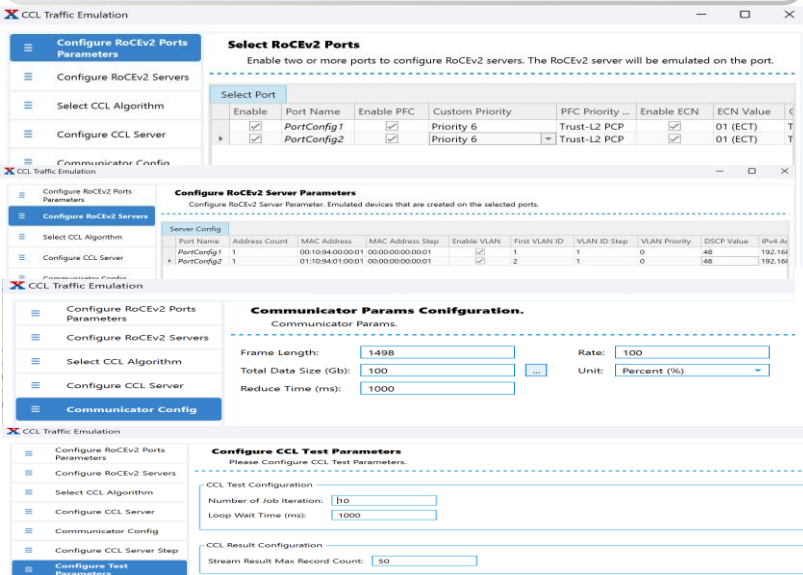 CCL Traffic Emulation
Configure RoCEv2 Ports Parameters
Configure RoCEv2 Servers
Select CCL Algorithm
Configure CCL Server
Communicator Config
Select RoCEv2 Ports
Enable two or more ports to configure RoCEv2 servers. The RoCEv2 server will be emulated on the port.
Select Port
Enable Port Name Enable PFC Custom Priority PFC Priority ... Enable ECN ECN Value
PortConfig1 Priority 6 Trust-L2 PCP 01 (ECT) T
PortConfig2 Priority 6 Trust-L2 PCP 01 (ECT) T
CCL Traffic Emulation
Configure RoCEv2 Ports Parameters
Configure RoCEv2 Servers
Select CCL Algorithm
Configure CCL Server
Communicator Config
Configure RoCEv2 Server Parameters
Configure RoCEv2 Server Parameter. Emulated devices that are created on the selected ports.
Server Config
Port Name Address Count MAC Address MAC Address Step Enable VLAN First VLAN ID VLAN ID Step VLAN Priority DSCP Value IPv4 Ac
PortConfig1 1 00:10:94:00:00:01 00:00:00:00:00:01 1 1 0 48 192.168
PortConfig2 1 01:10:94:01:00:01 00:00:00:00:00:01 2 1 0 48 192.168
CCL Traffic Emulation
Configure RoCEv2 Ports Parameters
Configure RoCEv2 Servers
Select CCL Algorithm
Configure CCL Server
Communicator Config
Communicator Params Conifguration.
Communicator Params.
Frame Length: 1498 Rate: 100
Total Data Size (Gb): 100 ... Unit: Percent (%)
Reduce Time (ms): 1000
CCL Traffic Emulation
Configure RoCEv2 Ports Parameters
Configure RoCEv2 Servers
Select CCL Algorithm
Configure CCL Server
Communicator Config
Configure CCL Server Step
Configure Test Parameters
Configure CCL Test Parameters
Please Configure CCL Test Parameters.
CCL Test Configuration
Number of Job Iteration: 10
Loop Wait Time (ms): 1000
CCL Result Configuration
Stream Result Max Record Count: 50